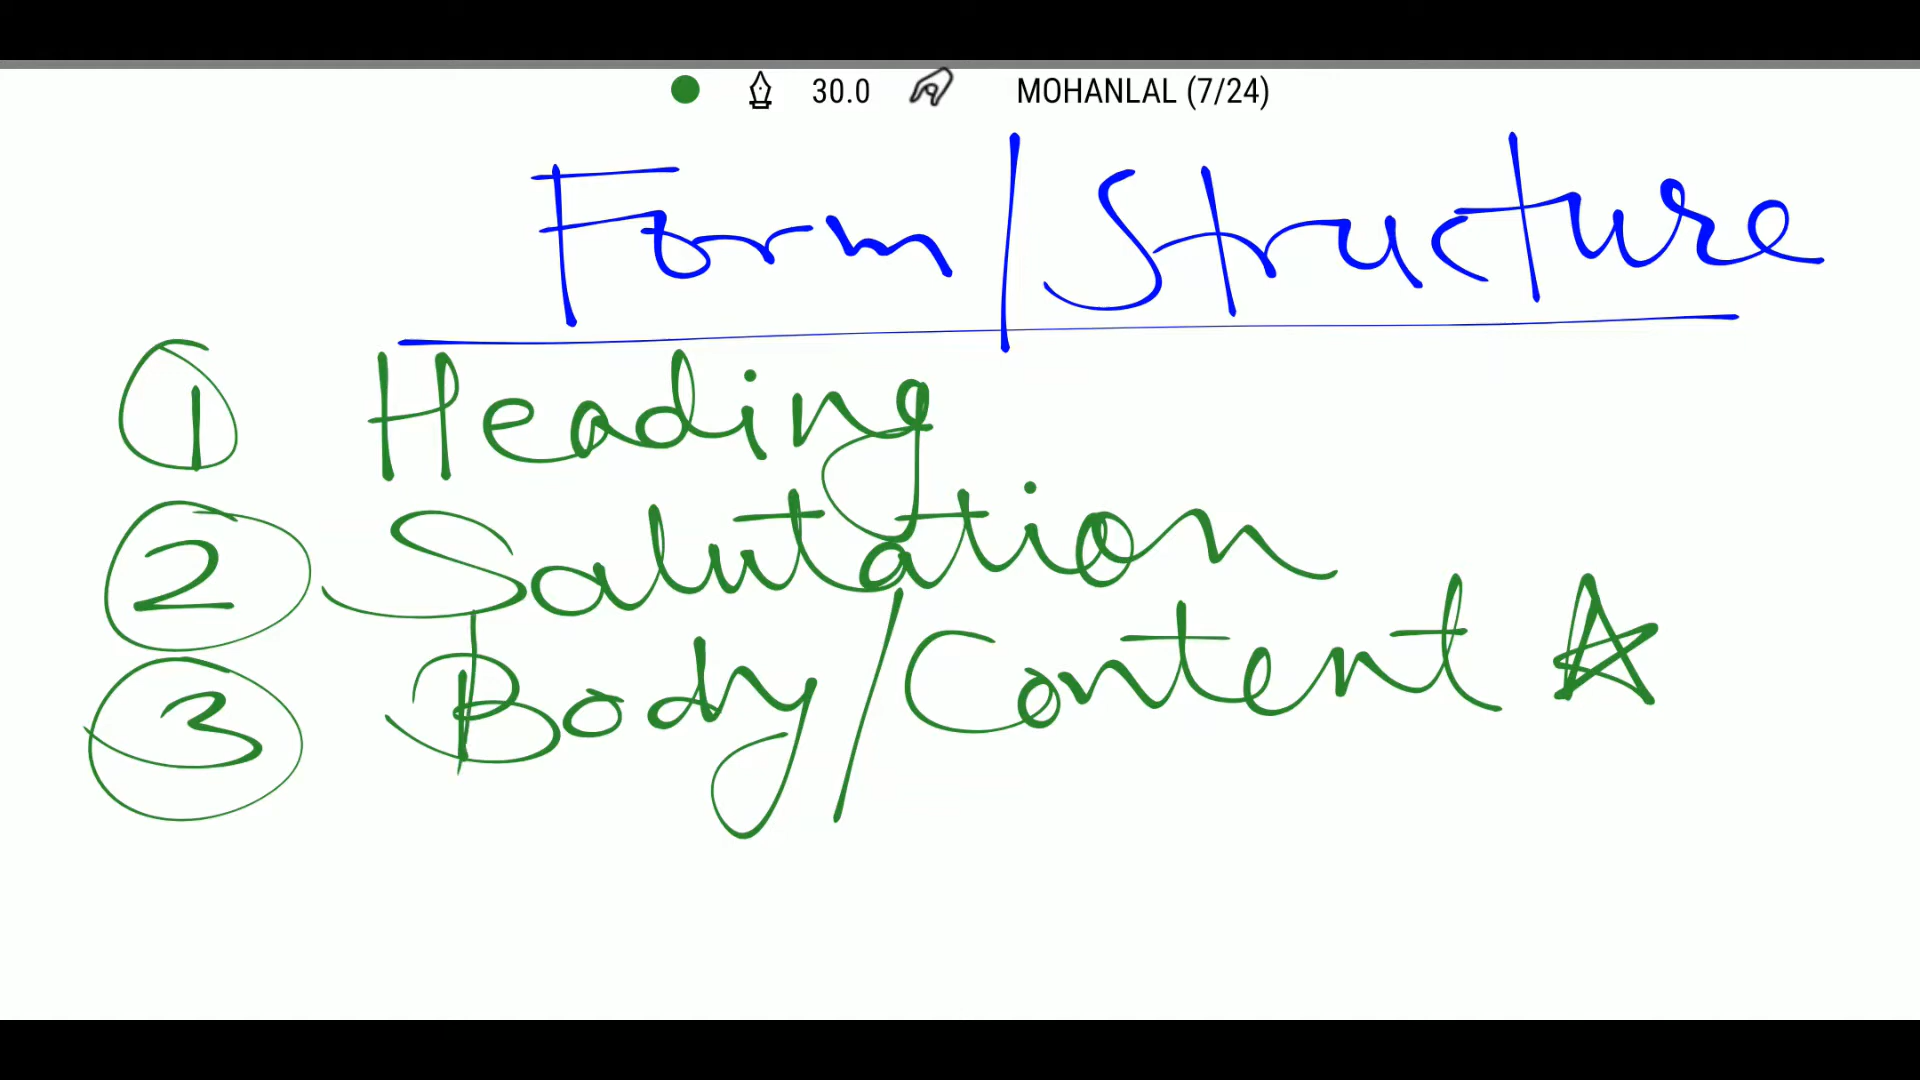 30.0 MOHANLAL (7/24)
Form/Structure
1 Heading
2 Salutation
3 Body/Content